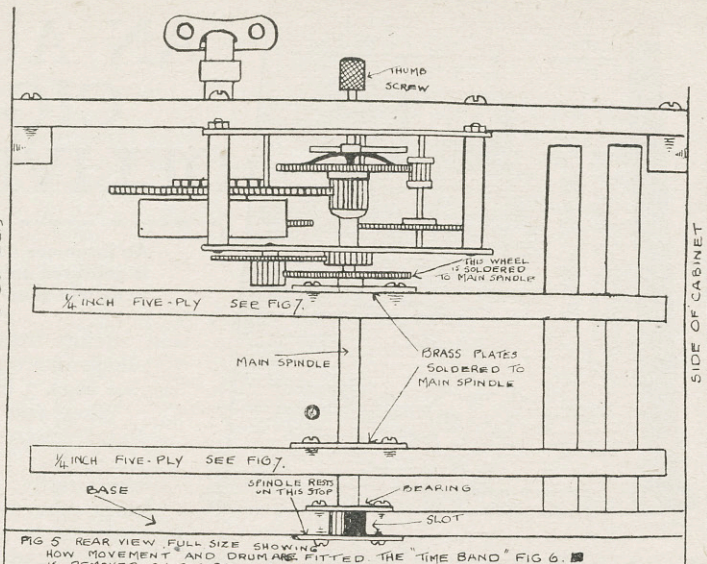 THUMB
SCREW
THIS WHEEL
IS SOLDERED
TO MAIN SANDLE
1/4 INCH FIVE-PLY SEE FIG 7.
SIDE OF CABINET
MAIN SPINDLE
BRASS PLATES
SOLDERED TO
MAIN SPINDLE
1/4 INCH FIVE-PLY SEE FIG 7.
BASE
SPINDLE RESTS
ON THIS STOP
BEARING
SLOT
FIG 5 REAR VIEW FULL SIZE SHOWING
HOW MOVEMENT AND DRUM ARE FITTED. THE "TIME BAND" FIG 6.